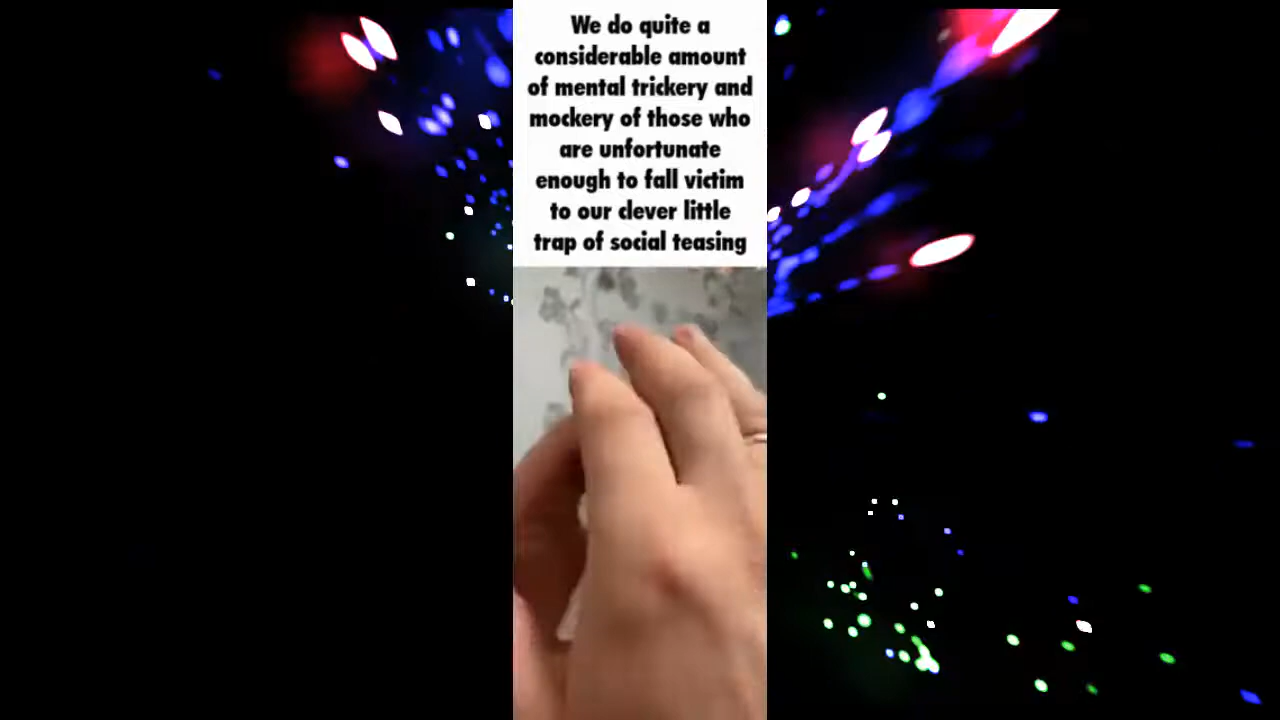 We do quite a
considerable amount
of mental trickery and
mockery of those who
are unfortunate
enough to fall victim
to our clever little
trap of social teasing